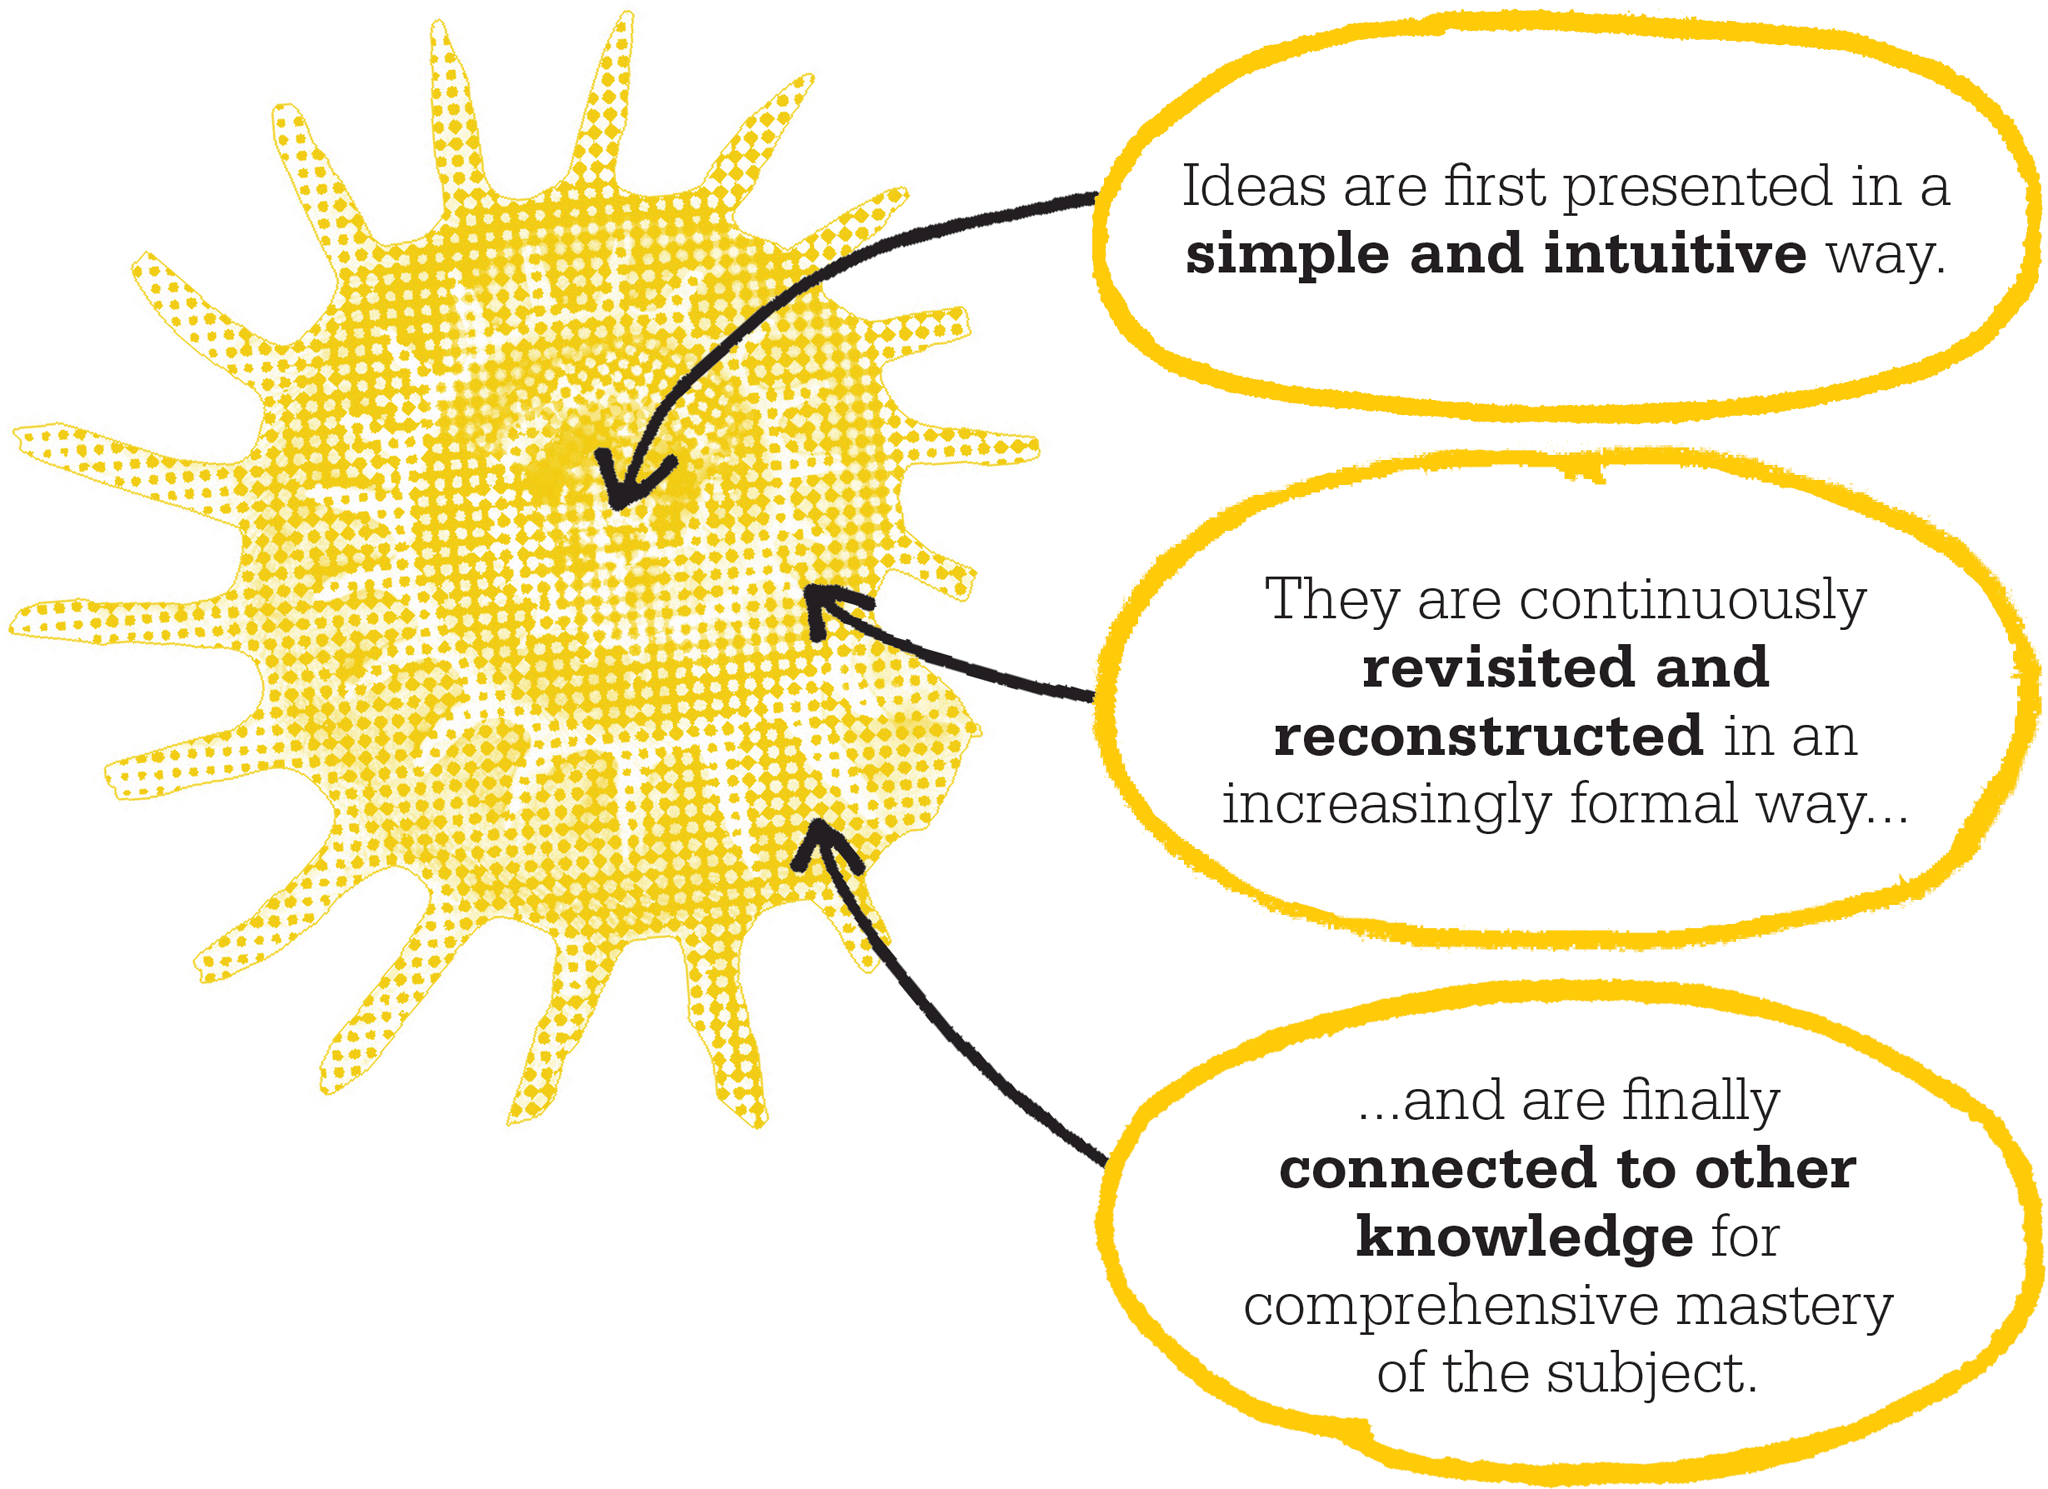 Ideas are first presented in a
simple and intuitive way.
They are continuously
revisited and
reconstructed in an
increasingly formal way...
...and are finally
connected to other
knowledge for
comprehensive mastery
of the subject.